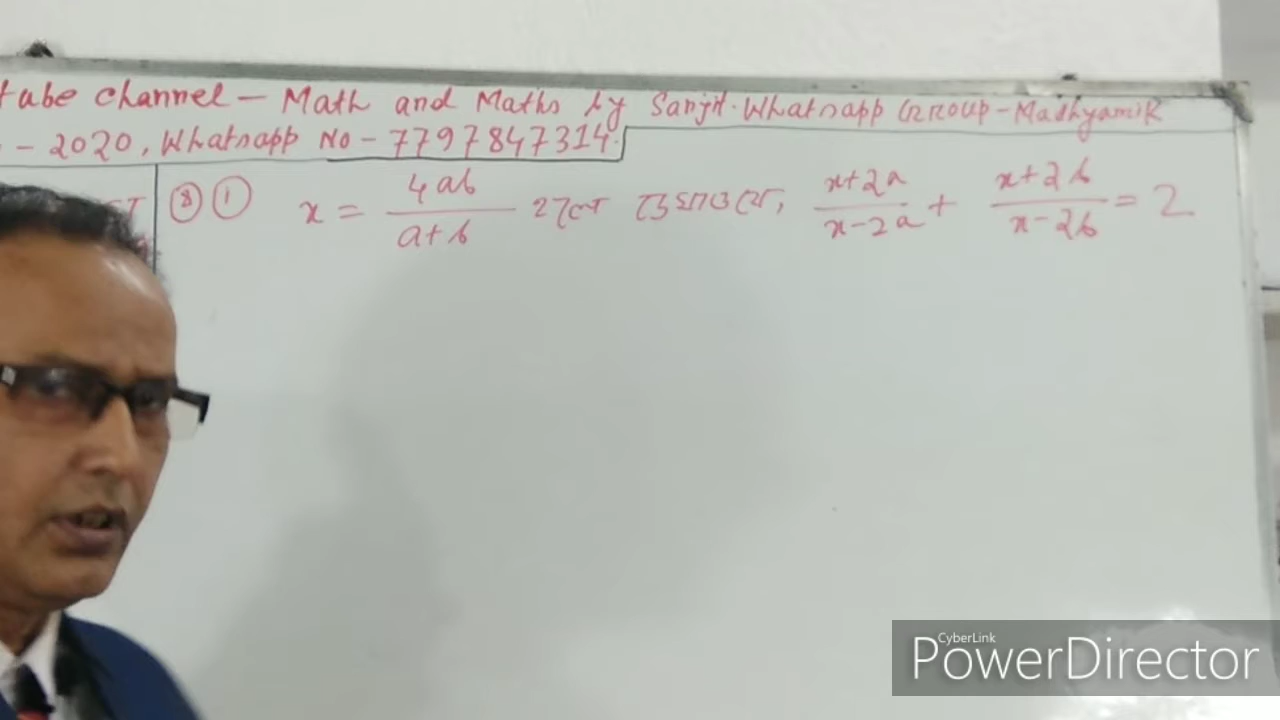 tube channel - Math and Maths by Sanjit. Whatsapp Group - Madhyamik
- 2020, Whatsapp No - 7797847314.
⑧ ① x = 4ab/(a+b) হলে দেখাও যে, (x+2a)/(x-2a) + (x+2b)/(x-2b) = 2
CyberLink
PowerDirector